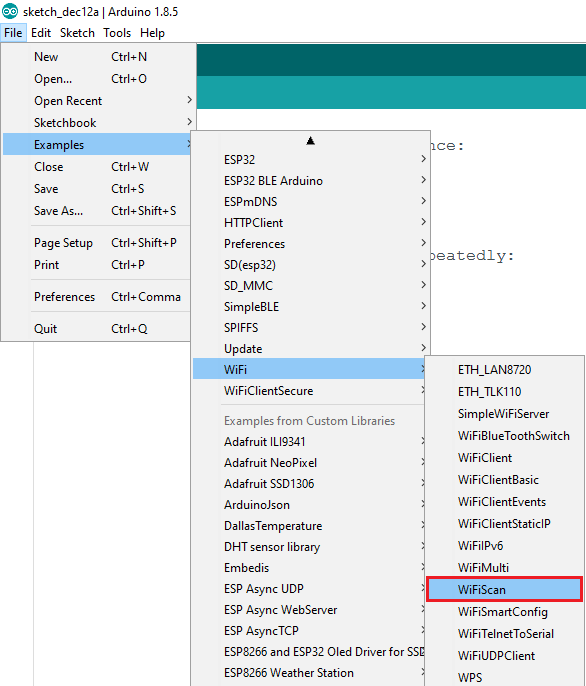 sketch_dec12a | Arduino 1.8.5
File Edit Sketch Tools Help
New Ctrl+N
Open... Ctrl+O
Open Recent
Sketchbook
Examples
Close Ctrl+W
Save Ctrl+S
Save As... Ctrl+Shift+S
Page Setup Ctrl+Shift+P
Print Ctrl+P
Preferences Ctrl+Comma
Quit Ctrl+Q
nce:
peatedly:
ESP32
ESP32 BLE Arduino
ESPmDNS
HTTPClient
Preferences
SD(esp32)
SD_MMC
SimpleBLE
SPIFFS
Update
WiFi
WiFiClientSecure
Examples from Custom Libraries
Adafruit ILI9341
Adafruit NeoPixel
Adafruit SSD1306
ArduinoJson
DallasTemperature
DHT sensor library
Embedis
ESP Async UDP
ESP Async WebServer
ESP AsyncTCP
ESP8266 and ESP32 Oled Driver for SSD
ESP8266 Weather Station
ETH_LAN8720
ETH_TLK110
SimpleWiFiServer
WiFiBlueToothSwitch
WiFiClient
WiFiClientBasic
WiFiClientEvents
WiFiClientStaticIP
WiFiIPv6
WiFiMulti
WiFiScan
WiFiSmartConfig
WiFiTelnetToSerial
WiFiUDPClient
WPS